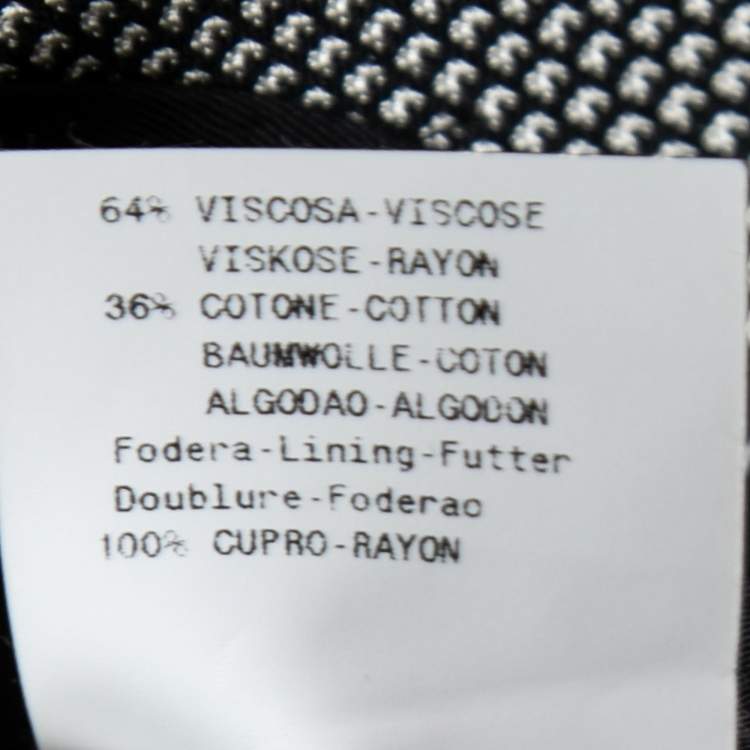 64% VISCOSA-VISCOSE
VISKOSE-RAYON
36% COTONE-COTTON
BAUMWOLLE-COTON
ALGODAO-ALGODON
Fodera-Lining-Futter
Doublure-Foderao
100% CUPRO-RAYON